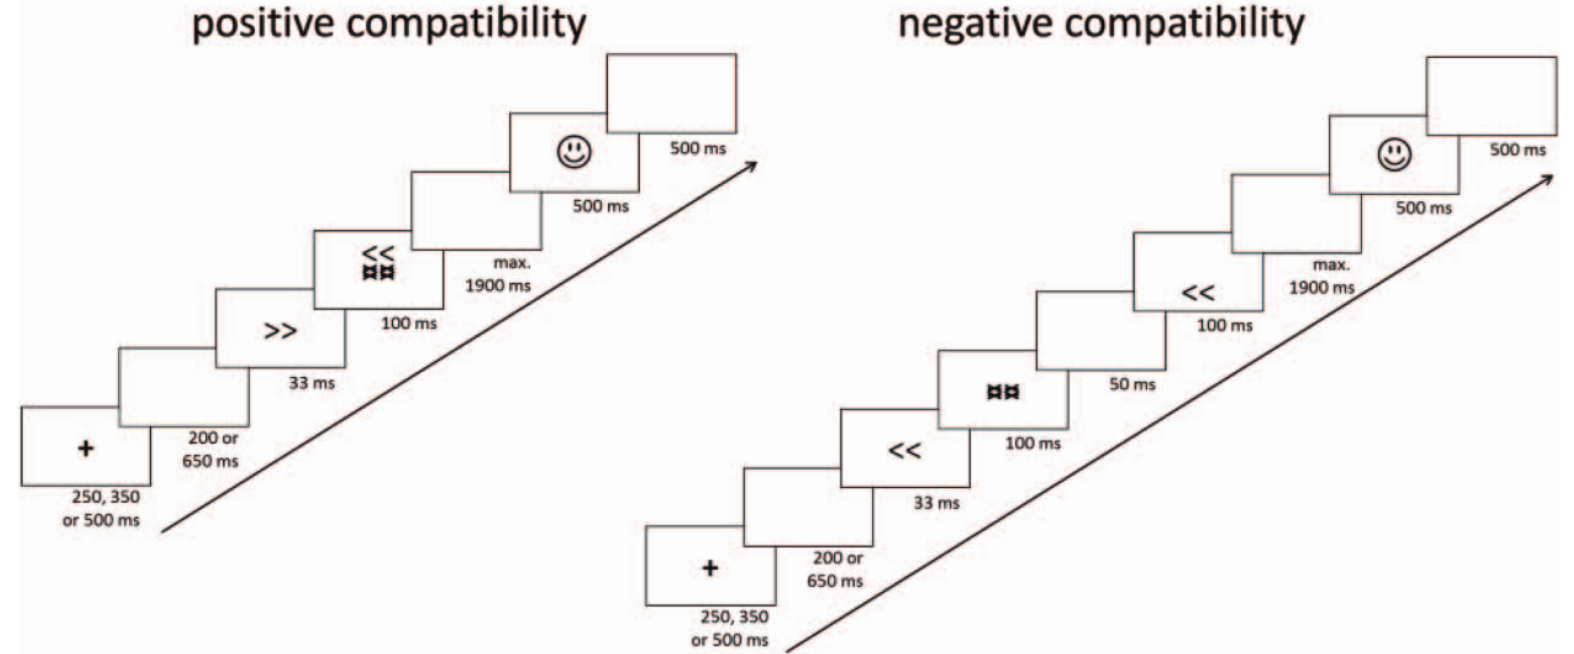 positive compatibility
+
250, 350
or 500 ms
200 or
650 ms
>>
33 ms
<<
¤¤
100 ms
max.
1900 ms
500 ms
500 ms
negative compatibility
+
250, 350
or 500 ms
200 or
650 ms
<<
33 ms
¤¤
100 ms
50 ms
<<
100 ms
max.
1900 ms
500 ms
500 ms